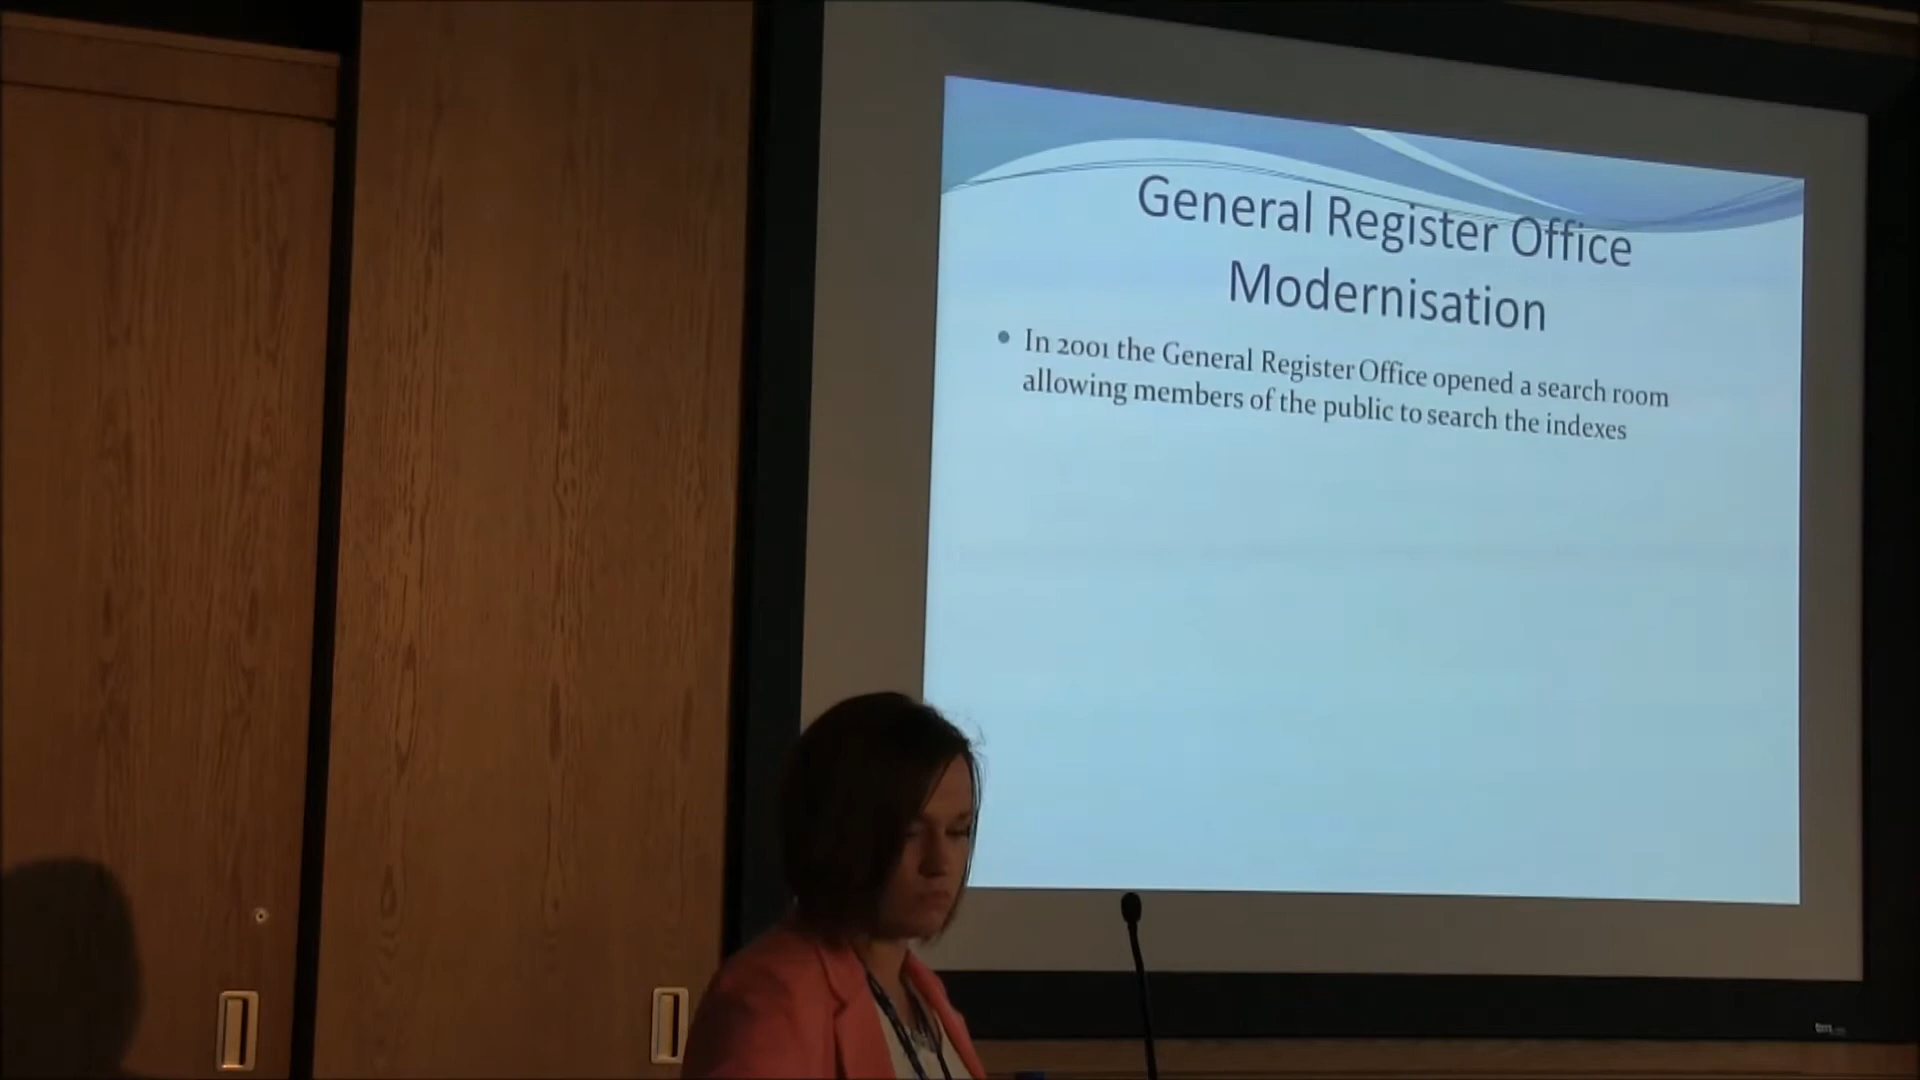 General Register Office
Modernisation
In 2001 the General Register Office opened a search room
allowing members of the public to search the indexes